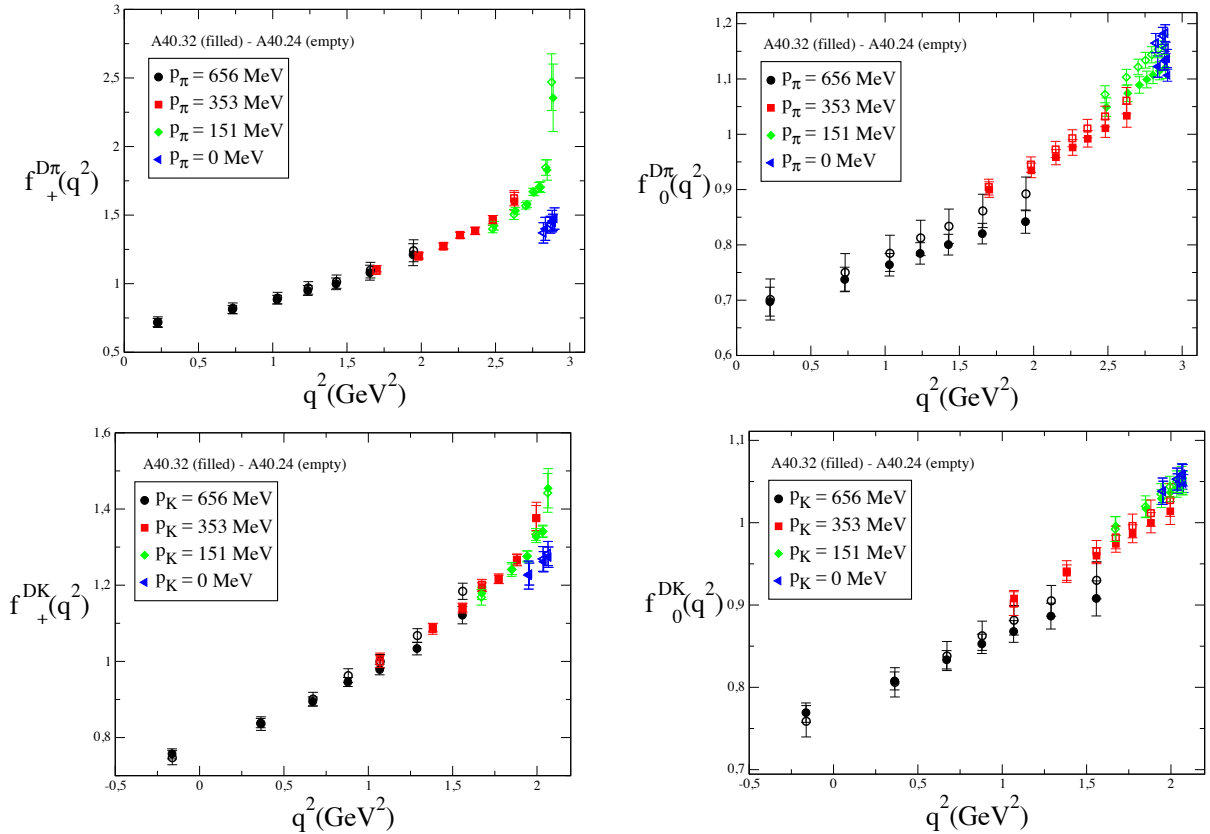 A40.32 (filled) - A40.24 (empty)
p_π = 656 MeV
p_π = 353 MeV
p_π = 151 MeV
p_π = 0 MeV
f_+^{Dπ}(q^2)
3
2,5
2
1,5
1
0,5
0 0,5 1 1,5 2 2,5 3
q^2(GeV^2)
A40.32 (filled) - A40.24 (empty)
p_π = 656 MeV
p_π = 353 MeV
p_π = 151 MeV
p_π = 0 MeV
f_0^{Dπ}(q^2)
1,2
1,1
1
0,9
0,8
0,7
0,6
0 0,5 1 1,5 2 2,5 3
q^2(GeV^2)
A40.32 (filled) - A40.24 (empty)
p_K = 656 MeV
p_K = 353 MeV
p_K = 151 MeV
p_K = 0 MeV
f_+^{DK}(q^2)
1,6
1,4
1,2
1
0,8
-0,5 0 0,5 1 1,5 2
q^2(GeV^2)
A40.32 (filled) - A40.24 (empty)
p_K = 656 MeV
p_K = 353 MeV
p_K = 151 MeV
p_K = 0 MeV
f_0^{DK}(q^2)
1,1
1
0,9
0,8
0,7
-0,5 0 0,5 1 1,5 2
q^2(GeV^2)